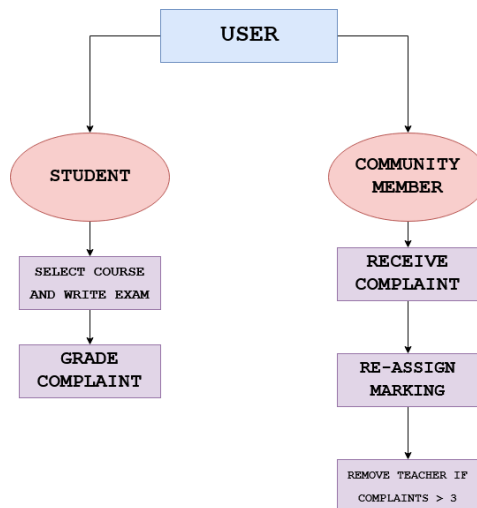 USER
STUDENT
SELECT COURSE
AND WRITE EXAM
GRADE
COMPLAINT
COMMUNITY
MEMBER
RECEIVE
COMPLAINT
RE-ASSIGN
MARKING
REMOVE TEACHER IF
COMPLAINTS > 3